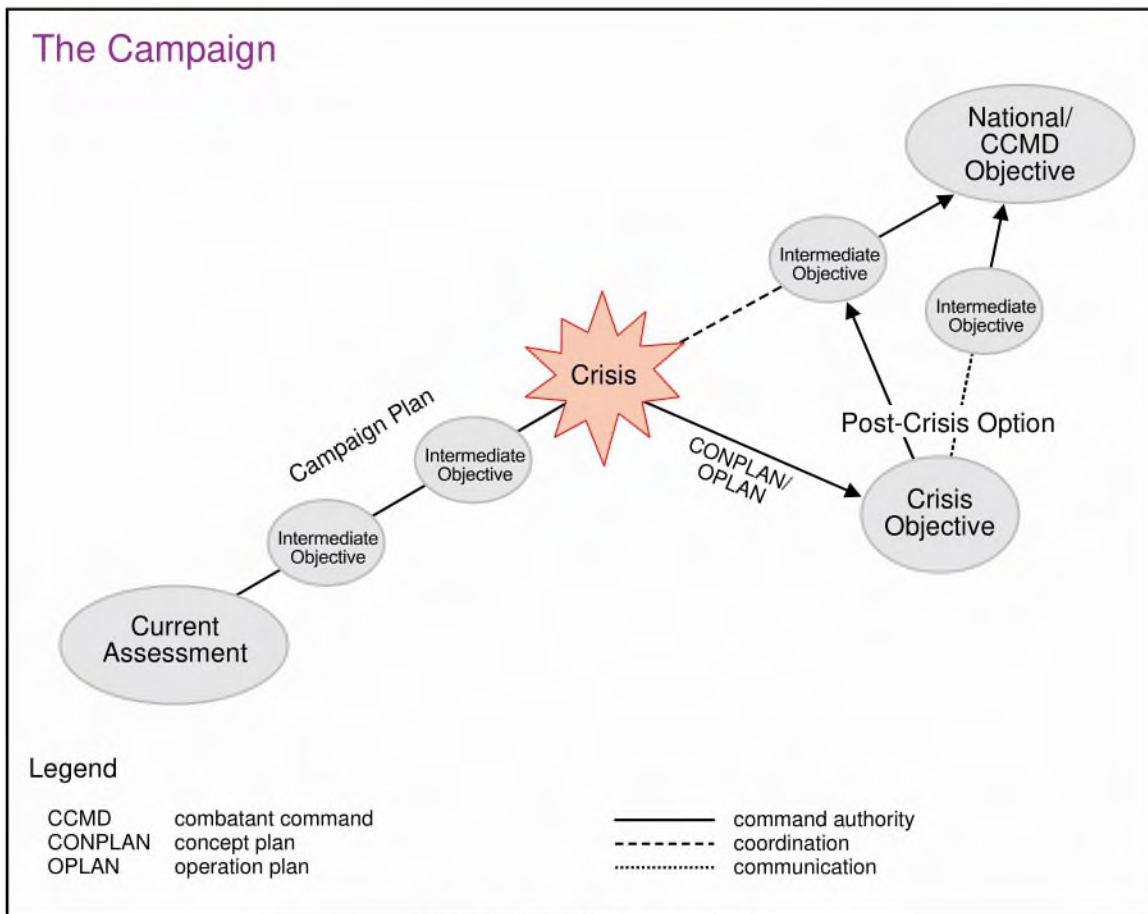 The Campaign
National/
CCMD
Objective
Intermediate
Objective
Intermediate
Objective
Crisis
Campaign Plan
Intermediate
Objective
Post-Crisis Option
CONPLAN/
OPLAN
Crisis
Objective
Intermediate
Objective
Current
Assessment
Legend
CCMD combatant command
CONPLAN concept plan
OPLAN operation plan
command authority
coordination
communication